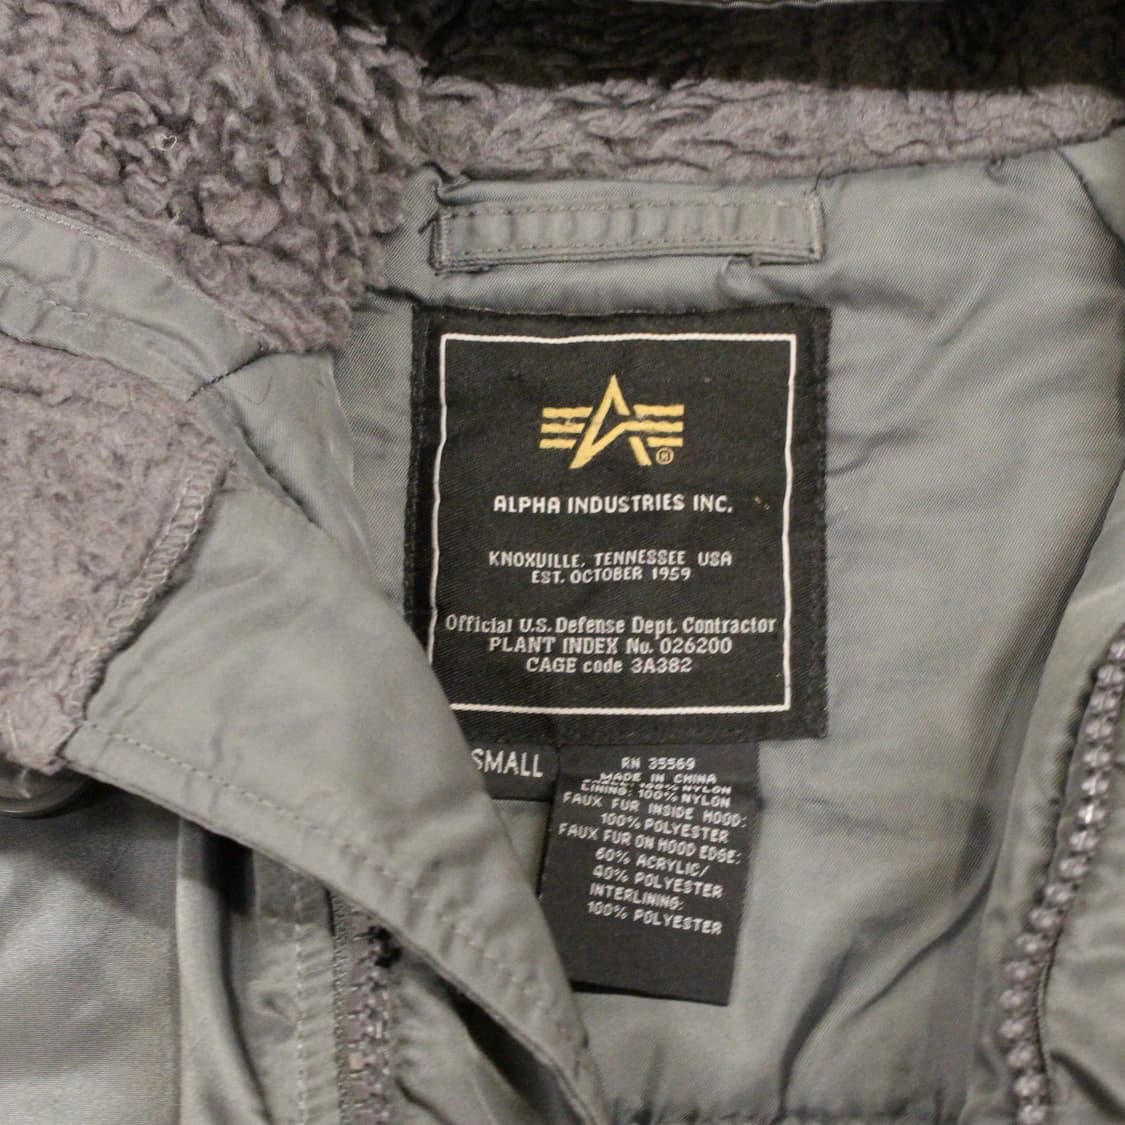 ALPHA INDUSTRIES INC.
KNOXVILLE, TENNESSEE USA
EST. OCTOBER 1959
Official U.S. Defense Dept. Contractor
PLANT INDEX No. 026200
CAGE code 3A382
SMALL
RN 35569
MADE IN CHINA
100% NYLON
LINING: 100% NYLON
FAUX FUR INSIDE HOOD:
100% POLYESTER
FAUX FUR ON HOOD EDGE:
60% ACRYLIC/
40% POLYESTER
INTERLINING:
100% POLYESTER